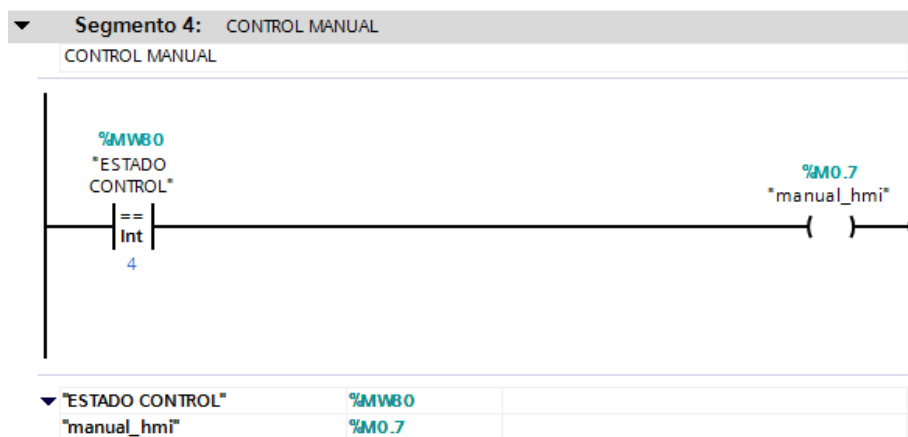 Segmento 4: CONTROL MANUAL
CONTROL MANUAL
%MW80
"ESTADO
CONTROL"
%M0.7
"manual_hmi"
==
Int
( )
4
"ESTADO CONTROL" %MW80
"manual_hmi" %M0.7